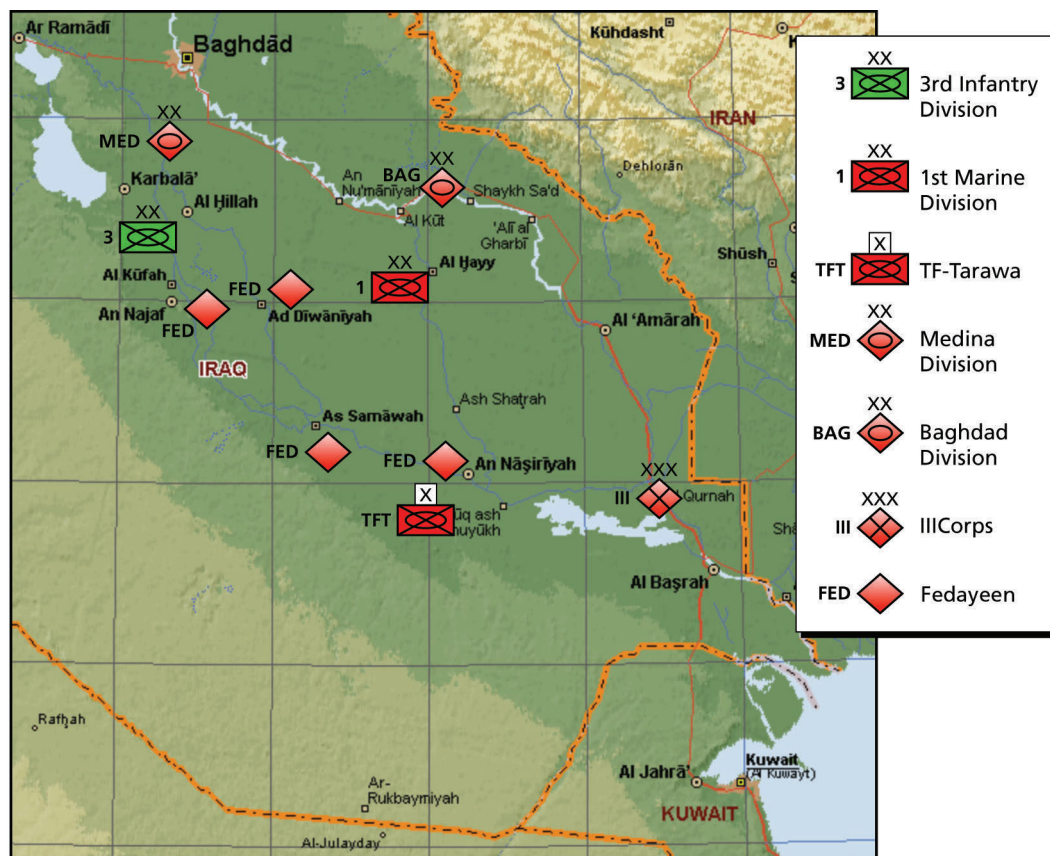 Ar Ramādī
Baghdād
Kūhdasht
IRAN
XX
MED
Karbalā'
Al Ḩillah
XX
3
Al Kūfah
An Najaf
FED
FED
Ad Dīwānīyah
IRAQ
An
Nu'mānīyah
XX
BAG
Shaykh Sa'd
Al Kūt
'Alī al
Gharbī
Dehlorān
Shūsh
XX
1
Al Ḩayy
Al 'Amārah
Ash Shaţrah
As Samāwah
FED
FED
An Nāşirīyah
X
TFT
ūq ash
huyūkh
XXX
III
Qurnah
Al Başrah
Rafḩah
Ar-
Rukbaymiyah
Al-Julayday
Al Jahrā'
Kuwait
(Al Kuwayt)
KUWAIT
XX
3
3rd Infantry
Division
XX
1
1st Marine
Division
X
TFT
TF-Tarawa
XX
MED
Medina
Division
XX
BAG
Baghdad
Division
XXX
III
IIICorps
FED
Fedayeen